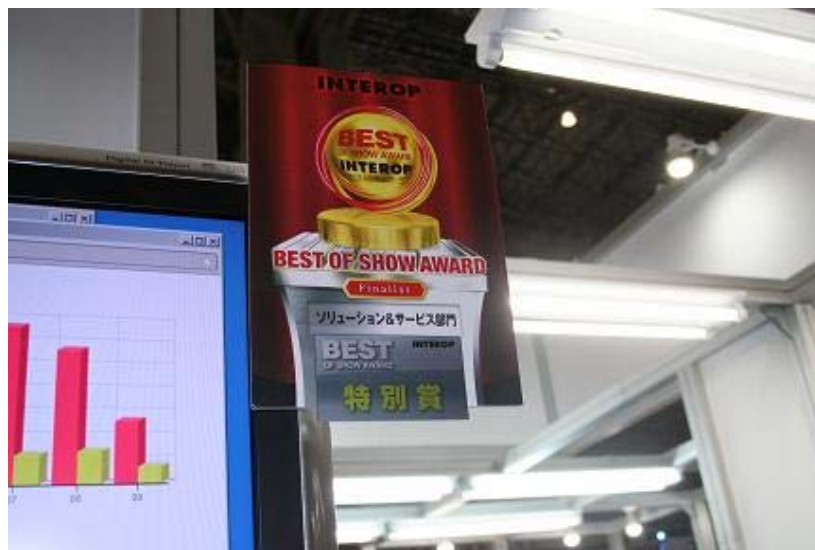 INTEROP
BEST
OF SHOW AWARD
INTEROP
BEST OF SHOW AWARD
Finalist
ソリューション&サービス部門
BEST INTEROP
OF SHOW AWARD
特別賞